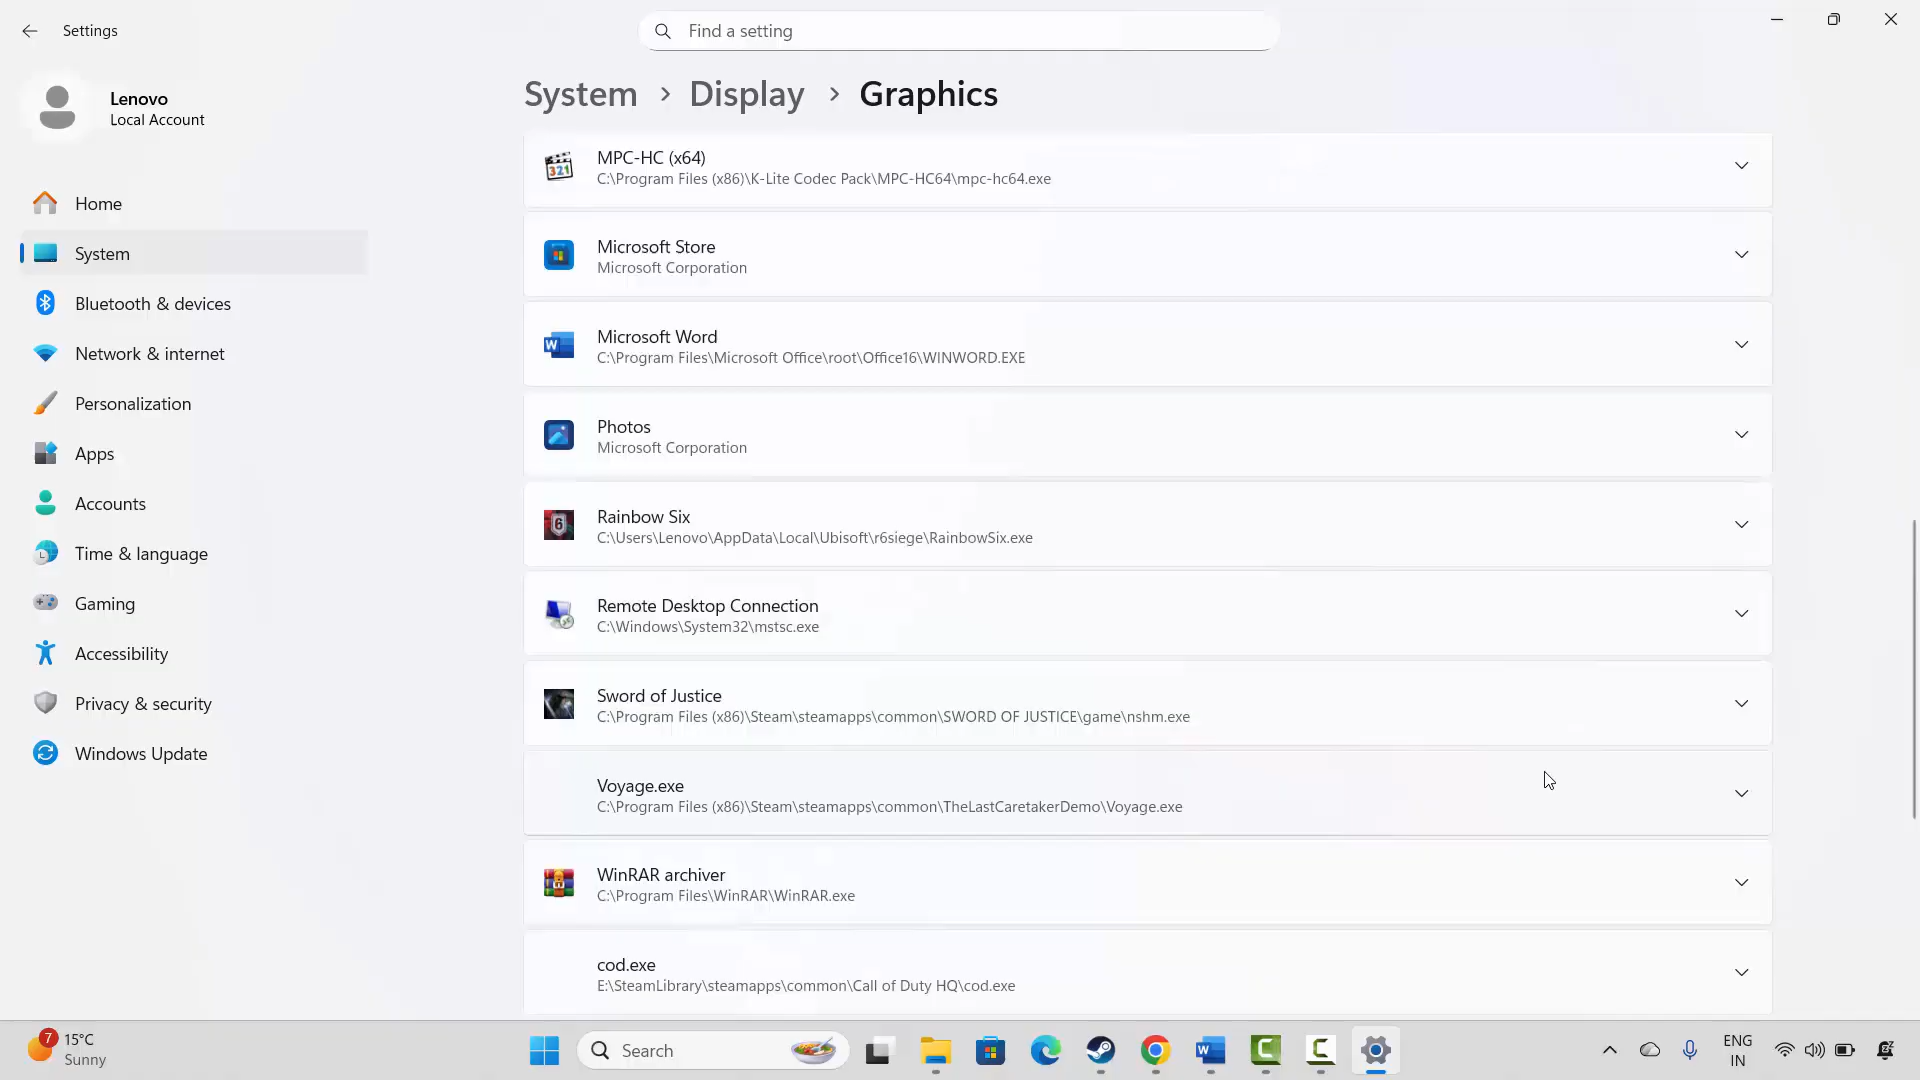 Settings
Find a setting
Lenovo
Local Account
System > Display > Graphics
Home
System
Bluetooth & devices
Network & internet
Personalization
Apps
Accounts
Time & language
Gaming
Accessibility
Privacy & security
Windows Update
MPC-HC (x64)
C:\Program Files (x86)\K-Lite Codec Pack\MPC-HC64\mpc-hc64.exe
321
Microsoft Store
Microsoft Corporation
Microsoft Word
C:\Program Files\Microsoft Office\root\Office16\WINWORD.EXE
W
Photos
Microsoft Corporation
Rainbow Six
C:\Users\Lenovo\AppData\Local\Ubisoft\r6siege\RainbowSix.exe
6
Remote Desktop Connection
C:\Windows\System32\mstsc.exe
Sword of Justice
C:\Program Files (x86)\Steam\steamapps\common\SWORD OF JUSTICE\game\nshm.exe
Voyage.exe
C:\Program Files (x86)\Steam\steamapps\common\TheLastCaretakerDemo\Voyage.exe
WinRAR archiver
C:\Program Files\WinRAR\WinRAR.exe
cod.exe
E:\SteamLibrary\steamapps\common\Call of Duty HQ\cod.exe
7
15°C
Sunny
Search
W
C
C
ENG
IN